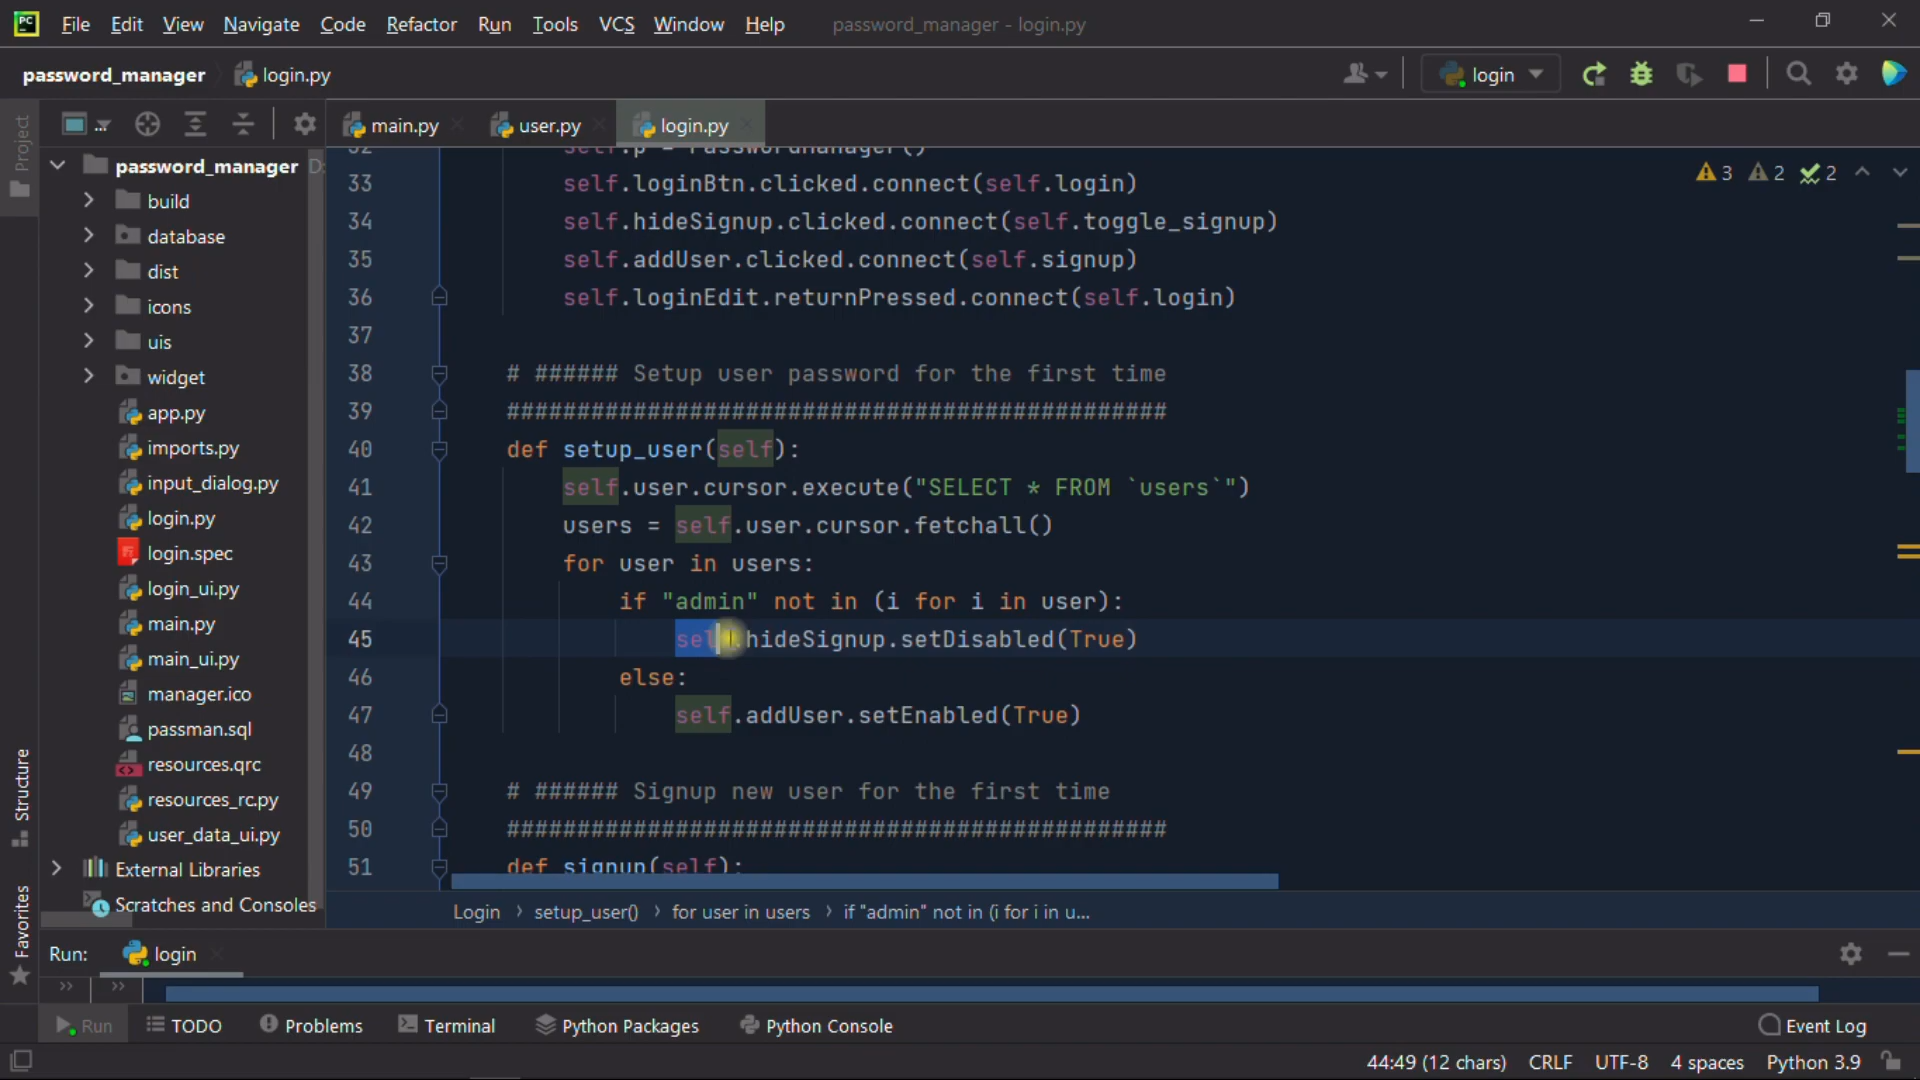 PC File Edit View Navigate Code Refactor Run Tools VCS Window Help password_manager - login.py
password_manager login.py login
Project
... main.py user.py login.py
password_manager D:
build
database
dist
icons
uis
widget
app.py
imports.py
input_dialog.py
login.py
login.spec
login_ui.py
main.py
main_ui.py
manager.ico
passman.sql
resources.qrc
resources_rc.py
user_data_ui.py
External Libraries
Scratches and Consoles
3 2 2
32 self.p = PasswordManager()
33 self.loginBtn.clicked.connect(self.login)
34 self.hideSignup.clicked.connect(self.toggle_signup)
35 self.addUser.clicked.connect(self.signup)
36 self.loginEdit.returnPressed.connect(self.login)
37
38 # ###### Setup user password for the first time
39 ###############################################
40 def setup_user(self):
41 self.user.cursor.execute("SELECT * FROM `users`")
42 users = self.user.cursor.fetchall()
43 for user in users:
44 if "admin" not in (i for i in user):
45 self.hideSignup.setDisabled(True)
46 else:
47 self.addUser.setEnabled(True)
48
49 # ###### Signup new user for the first time
50 ###############################################
51 def signup(self):
Login › setup_user() › for user in users › if "admin" not in (i for i in u...
Structure
Favorites
Run: login
Run TODO Problems Terminal Python Packages Python Console Event Log
44:49 (12 chars) CRLF UTF-8 4 spaces Python 3.9